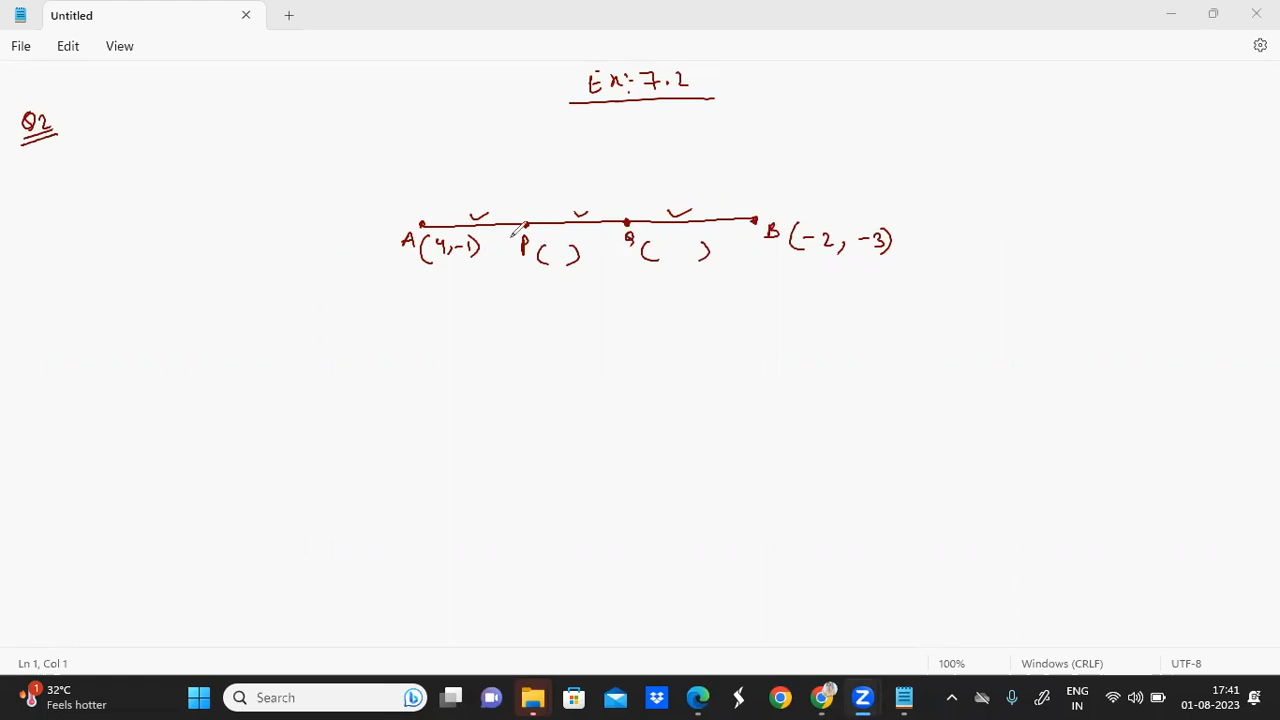 Untitled
File Edit View
Ex:- 7.2
Q2
A (4,-1) P ( ) Q ( ) B (-2, -3)
Ln 1, Col 1 100% Windows (CRLF) UTF-8
1 32°C
Feels hotter
Search
ENG
IN
17:41
01-08-2023